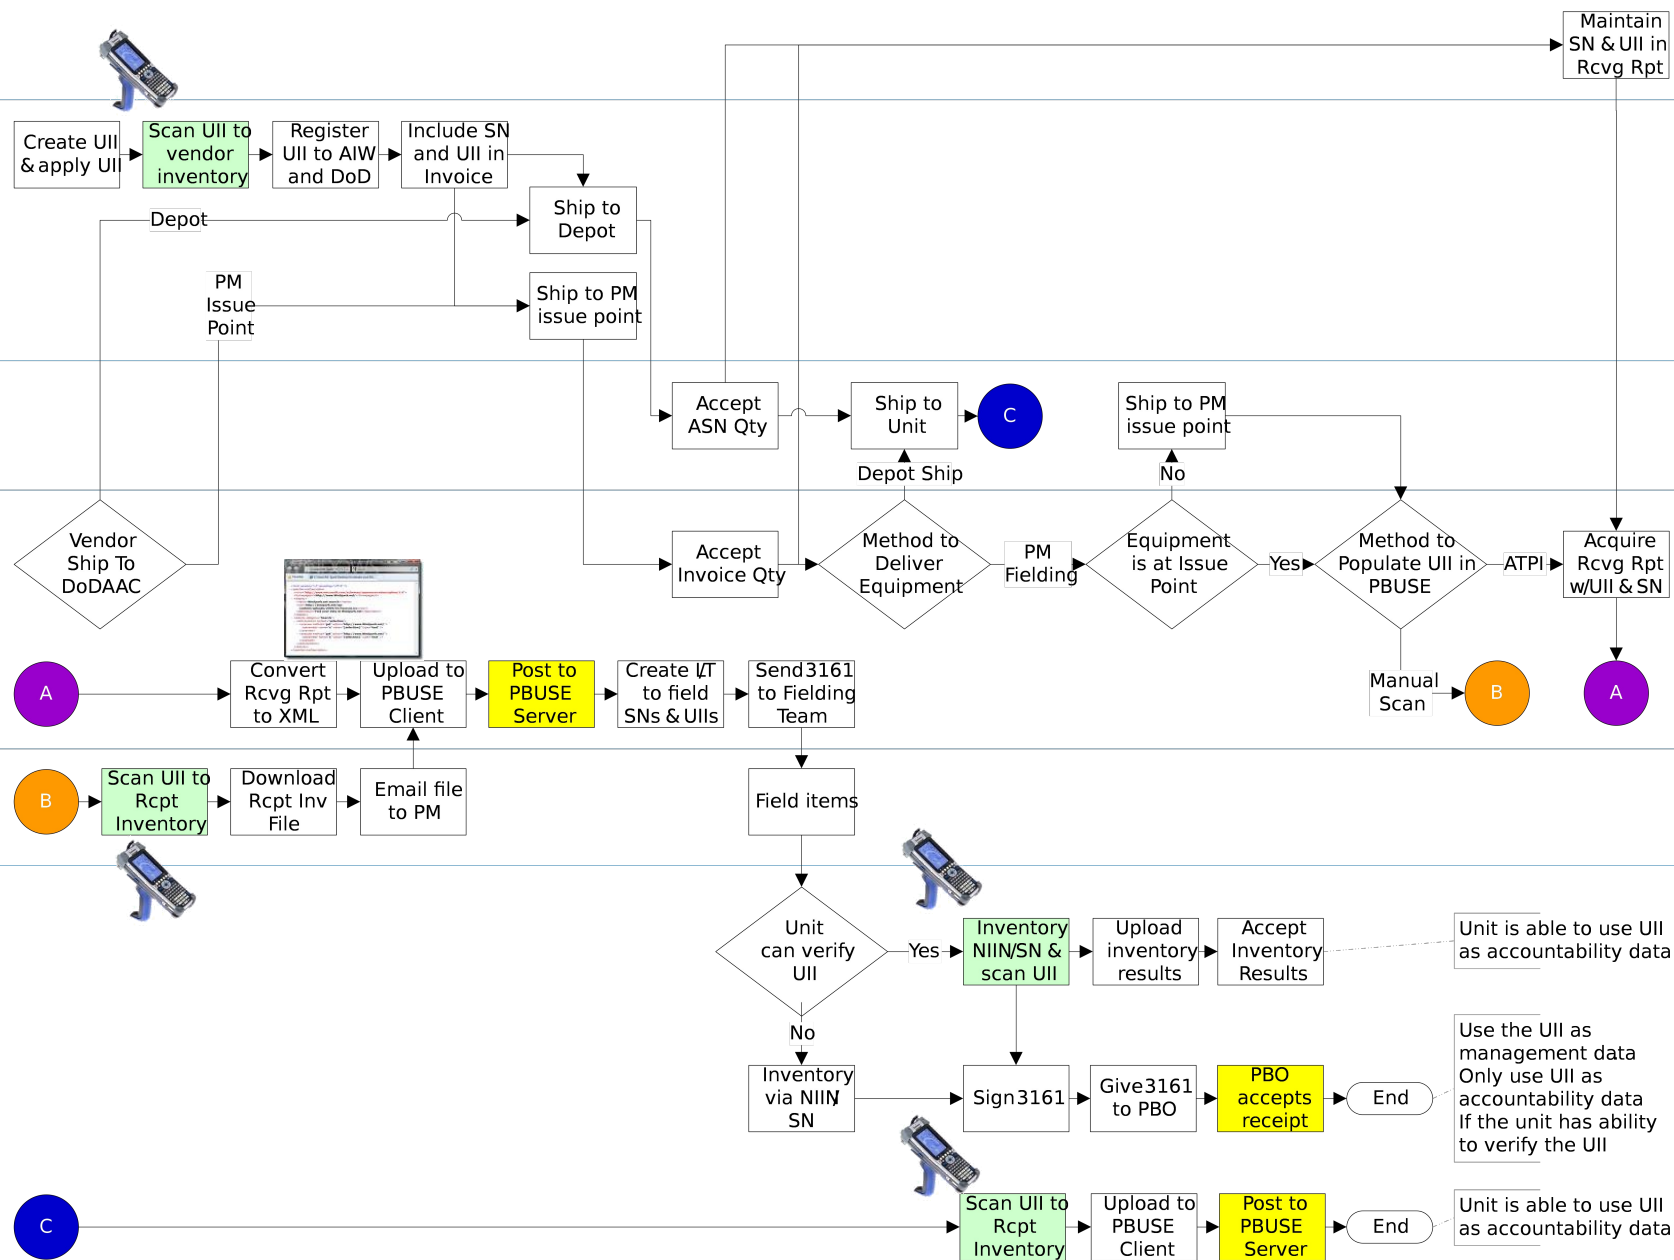 Maintain
SN & UII in
Rcvg Rpt
Create UII
& apply UII
Scan UII to
vendor
inventory
Register
UII to AIW
and DoD
Include SN
and UII in
Invoice
Depot
Ship to
Depot
PM
Issue
Point
Ship to PM
issue point
Accept
ASN Qty
Ship to
Unit
C
Ship to PM
issue point
Depot Ship
No
Vendor
Ship To
DoDAAC
Accept
Invoice Qty
Method to
Deliver
Equipment
PM
Fielding
Equipment
is at Issue
Point
Yes
Method to
Populate UII in
PBUSE
ATPI
Acquire
Rcvg Rpt
w/UII & SN
A
Convert
Rcvg Rpt
to XML
Upload to
PBUSE
Client
Post to
PBUSE
Server
Create I/T
to field
SNs & UIIs
Send 3161
to Fielding
Team
Manual
Scan
B
A
B
Scan UII to
Rcpt
Inventory
Download
Rcpt Inv
File
Email file
to PM
Field items
Unit
can verify
UII
Yes
Inventory
NIIN/SN &
scan UII
Upload
inventory
results
Accept
Inventory
Results
Unit is able to use UII
as accountability data
No
Inventory
via NIIN/
SN
Sign 3161
Give 3161
to PBO
PBO
accepts
receipt
End
Use the UII as
management data
Only use UII as
accountability data
If the unit has ability
to verify the UII
C
Scan UII to
Rcpt
Inventory
Upload to
PBUSE
Client
Post to
PBUSE
Server
End
Unit is able to use UII
as accountability data